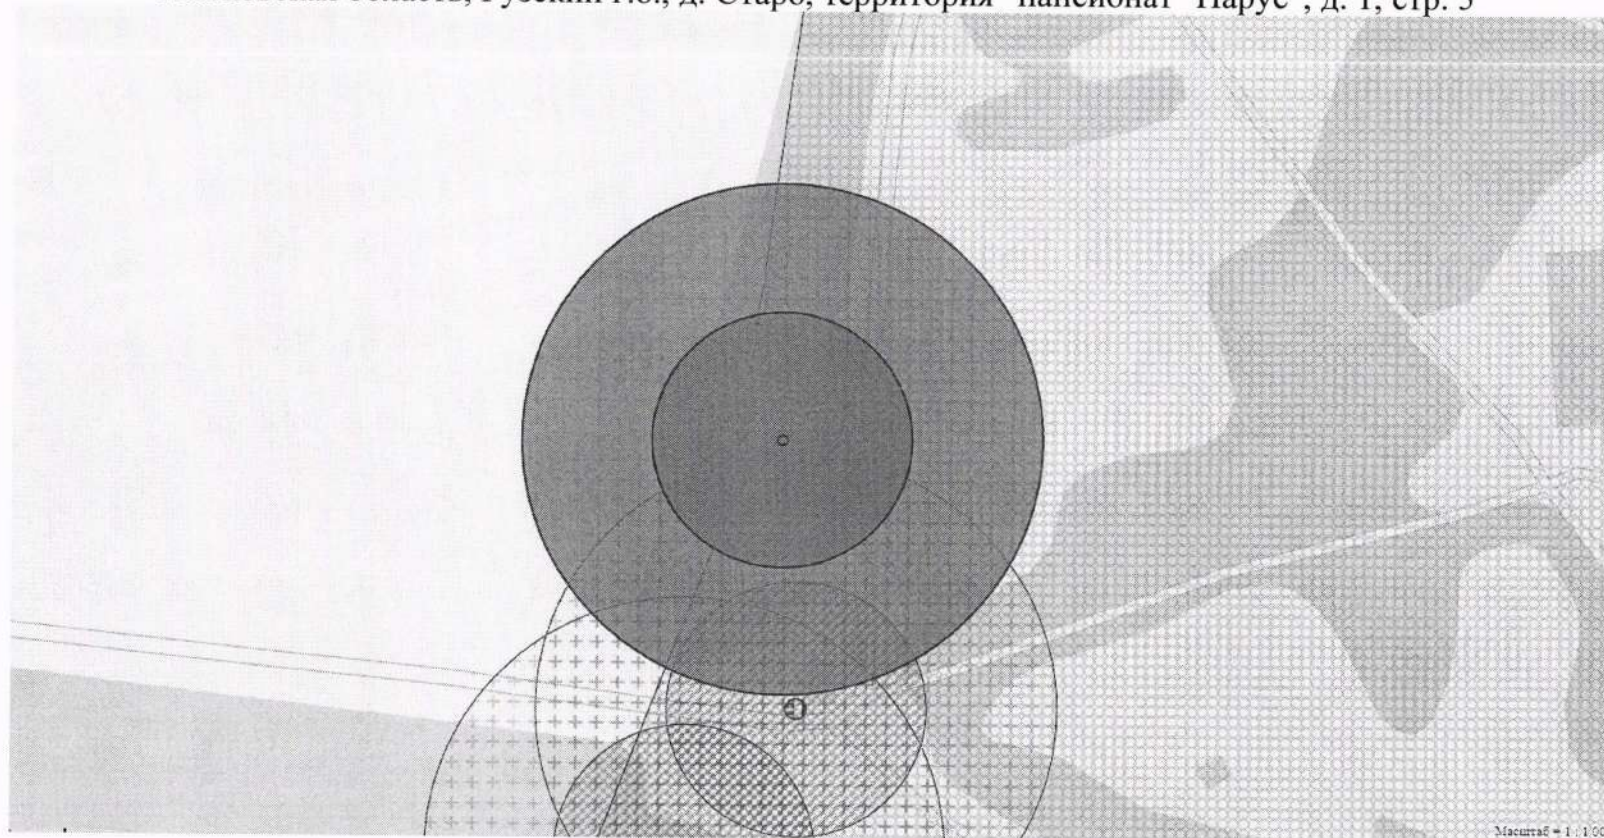 область, Рузский г.о., д. Старо, территория "пансионат "Парус", д. 1, стр. 3
Масштаб = 1 :